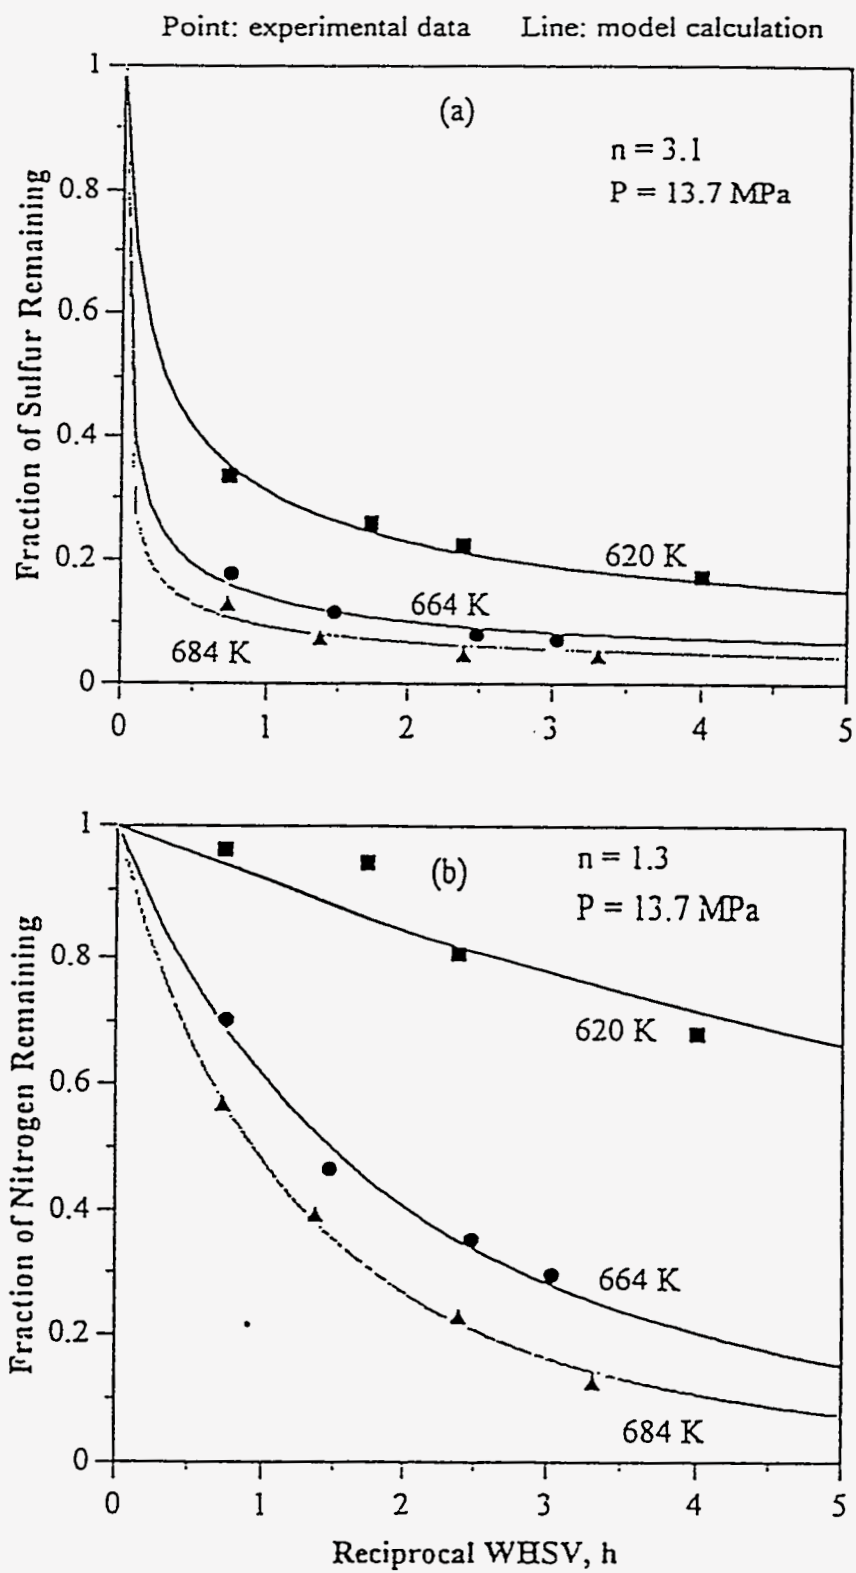 Point: experimental data Line: model calculation
(a)
n = 3.1
P = 13.7 MPa
Fraction of Sulfur Remaining
1
0.8
0.6
0.4
0.2
0
620 K
664 K
684 K
0 1 2 3 4 5
(b)
n = 1.3
P = 13.7 MPa
Fraction of Nitrogen Remaining
1
0.8
0.6
0.4
0.2
0
620 K
664 K
684 K
0 1 2 3 4 5
Reciprocal WHSV, h